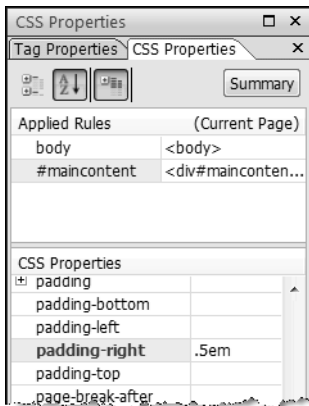 CSS Properties
Tag Properties CSS Properties
Summary
Applied Rules (Current Page)
body <body>
#maincontent <div#mainconten...
CSS Properties
padding
padding-bottom
padding-left
padding-right .5em
padding-top
page-break-after